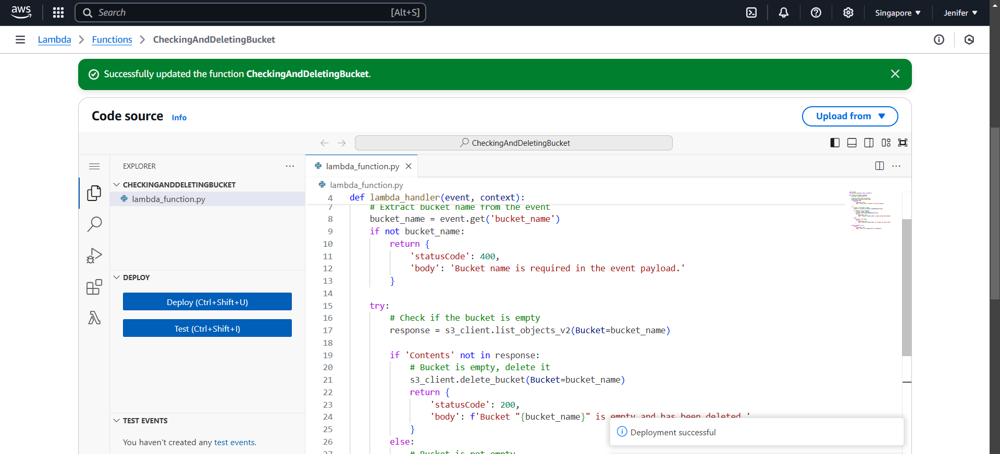 aws
Search [Alt+S]
Singapore
Jenifer
Lambda
Functions
CheckingAndDeletingBucket
Successfully updated the function CheckingAndDeletingBucket.
Code source Info
Upload from
CheckingAndDeletingBucket
EXPLORER
CHECKINGANDDELETINGBUCKET
lambda_function.py
DEPLOY
Deploy (Ctrl+Shift+U)
Test (Ctrl+Shift+I)
TEST EVENTS
You haven't created any test events.
lambda_function.py
lambda_function.py
4 def lambda_handler(event, context):
7 # Extract bucket name from the event
8 bucket_name = event.get('bucket_name')
9 if not bucket_name:
10 return {
11 'statusCode': 400,
12 'body': 'Bucket name is required in the event payload.'
13 }
14
15 try:
16 # Check if the bucket is empty
17 response = s3_client.list_objects_v2(Bucket=bucket_name)
18
19 if 'Contents' not in response:
20 # Bucket is empty, delete it
21 s3_client.delete_bucket(Bucket=bucket_name)
22 return {
23 'statusCode': 200,
24 'body': f'Bucket "{bucket_name}" is empty and has been deleted.'
25 }
26 else:
27 # Bucket is not empty
Deployment successful